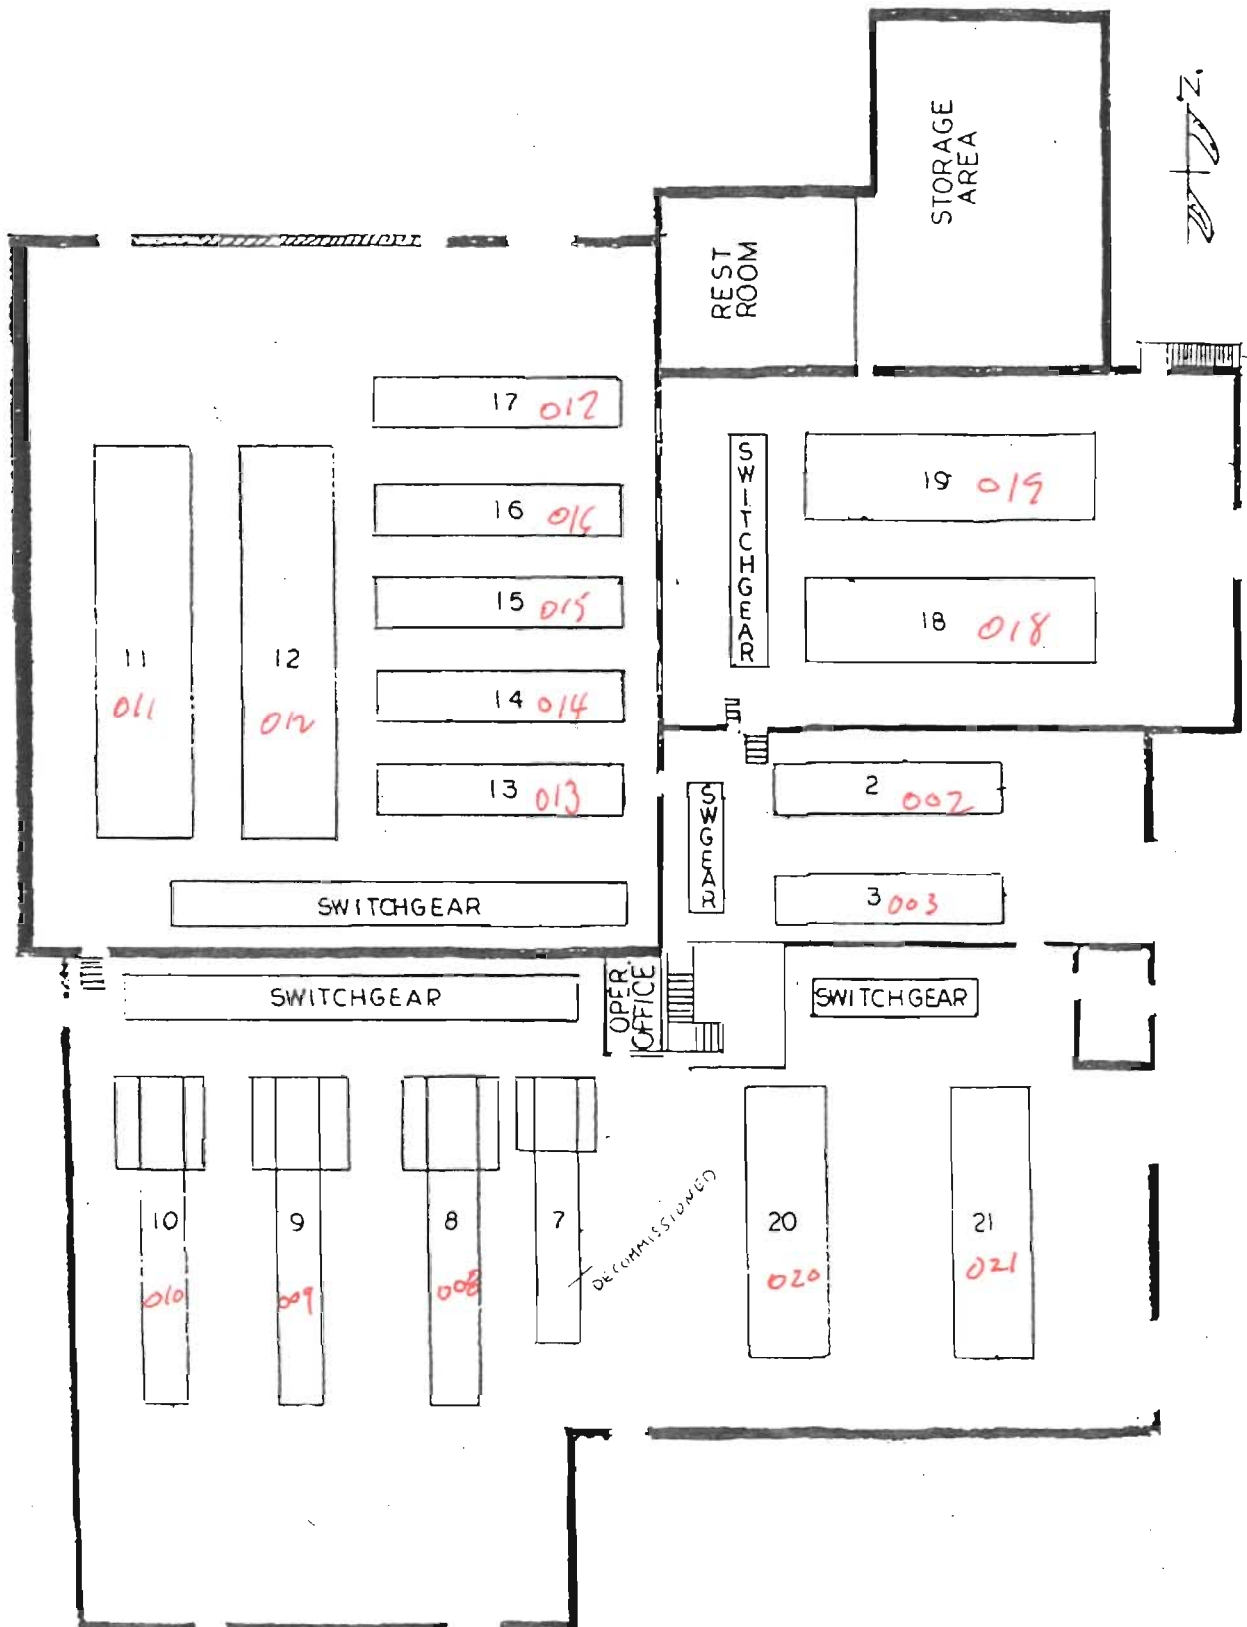 N.
STORAGE
AREA
REST
ROOM
17 017
16 016
15 015
14 014
13 013
11
011
12
012
SWITCHGEAR
19 019
18 018
SWGEAR
2 002
3 003
SWITCHGEAR
SWITCHGEAR
OPER.
OFFICE
SWITCHGEAR
10
010
9
009
8
008
7
DECOMMISSIONED
20
020
21
021